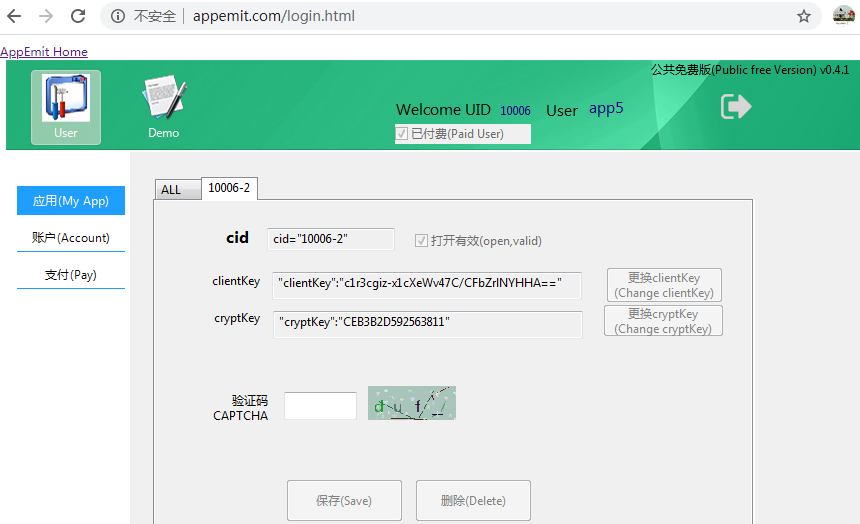 不安全 appemit.com/login.html
AppEmit Home
公共免费版(Public free Version) v0.4.1
Welcome UID 10006 User app5
User
Demo
已付费(Paid User)
ALL 10006-2
应用(My App)
账户(Account)
支付(Pay)
cid cid="10006-2" 打开有效(open,valid)
clientKey "clientKey":"c1r3cgiz-x1cXeWv47C/CFbZrlNYHHA=="
更换clientKey
(Change clientKey)
cryptKey "cryptKey":"CEB3B2D592563811"
更换cryptKey
(Change cryptKey)
验证码
CAPTCHA
保存(Save) 删除(Delete)